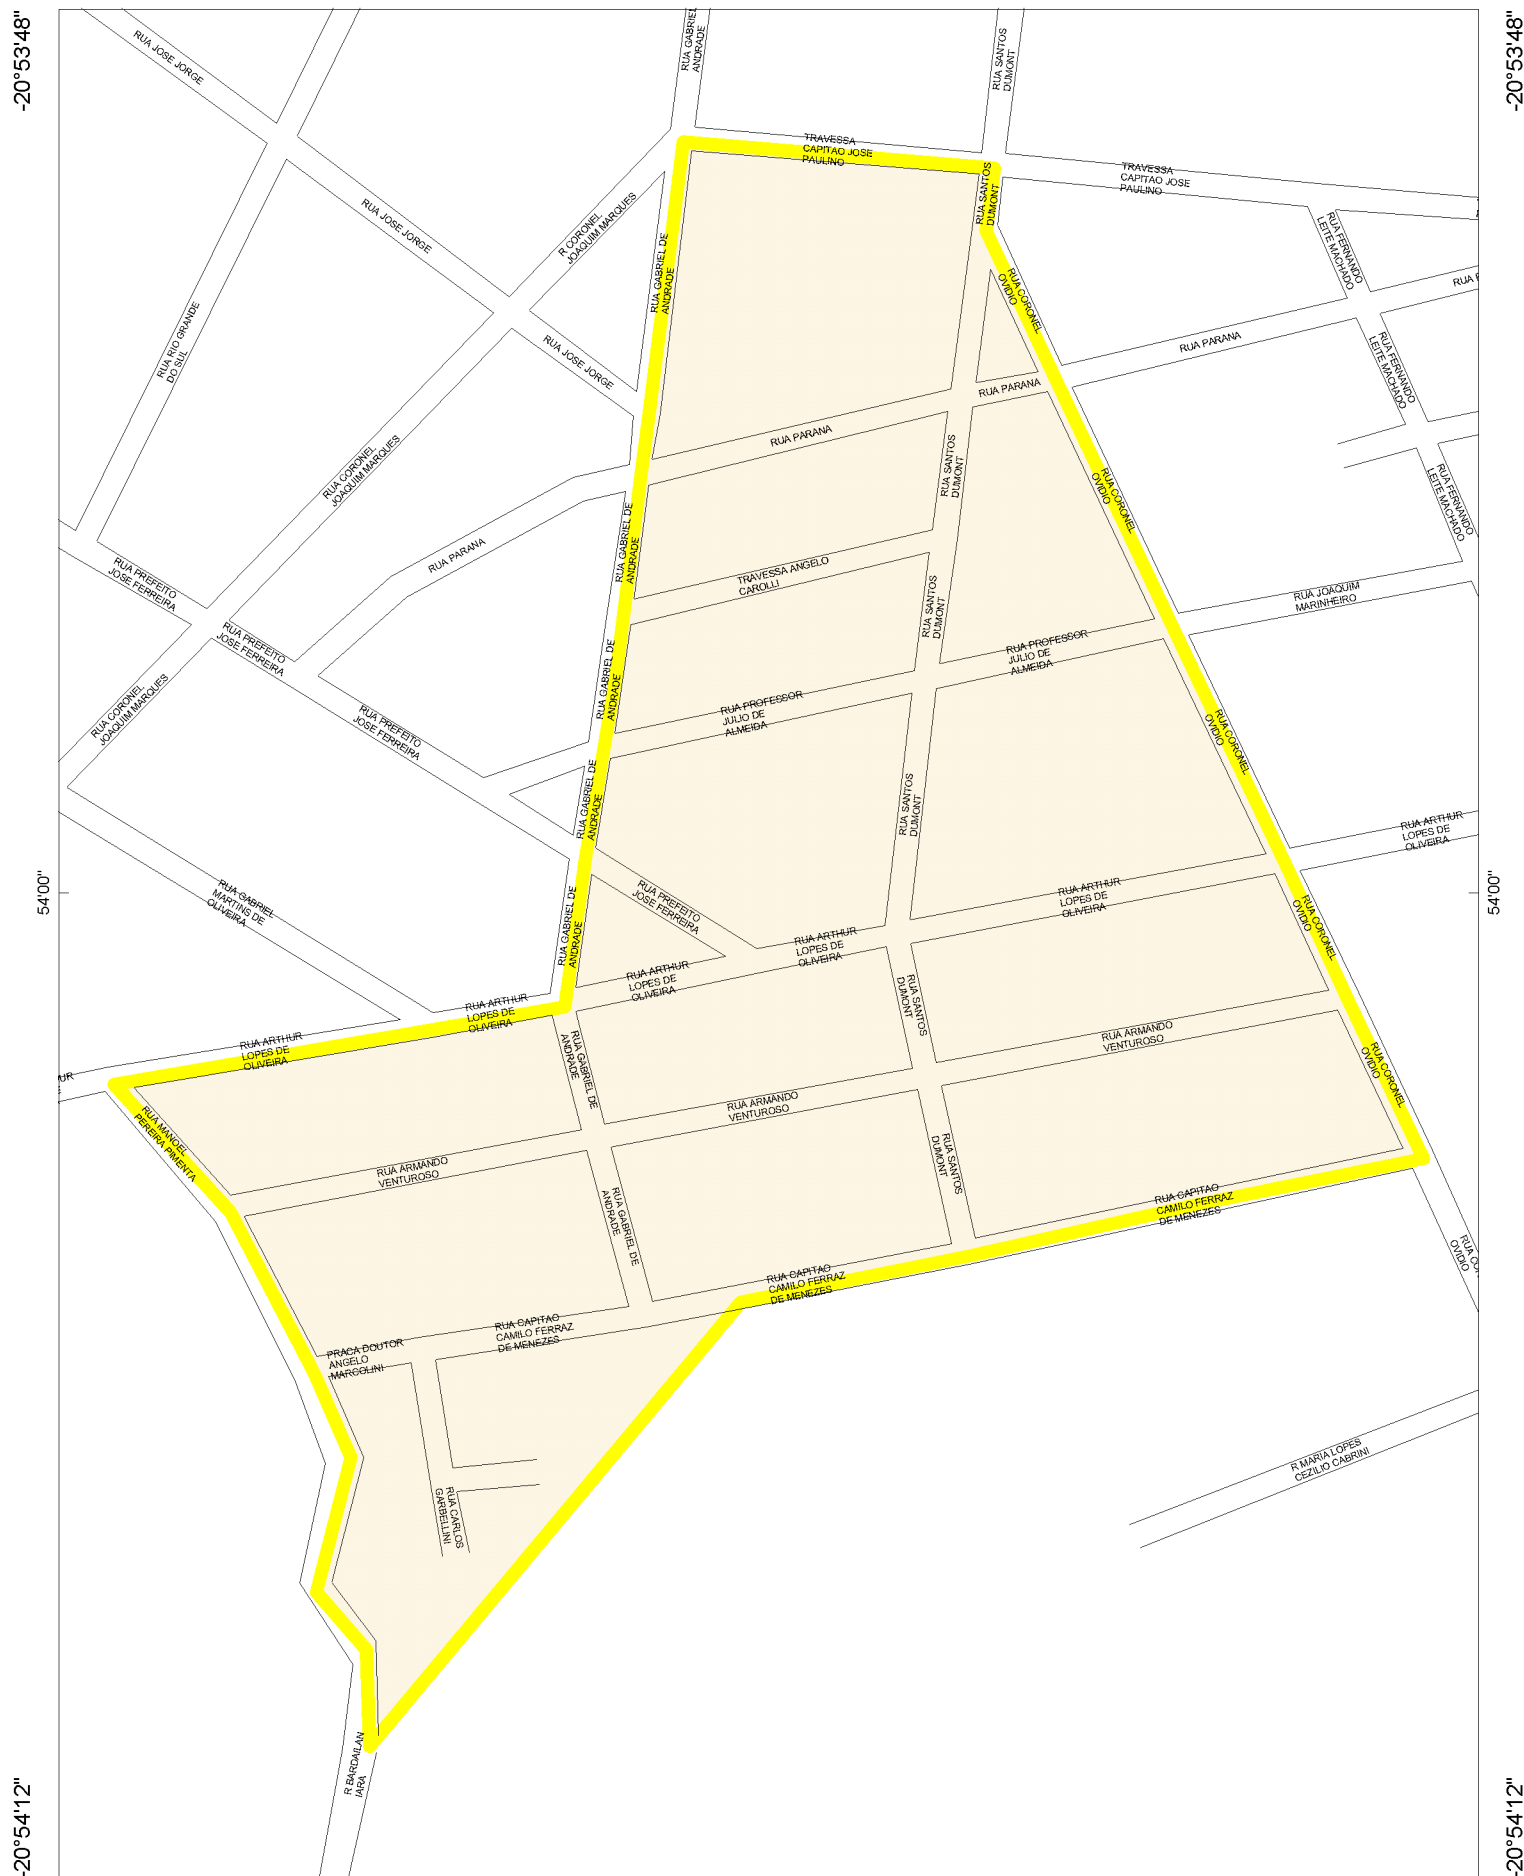 -20°53'48"
-20°53'48"
RUA JOSE JORGE
RUA GABRIEL
ANDRADE
RUA SANTOS
DUMONT
TRAVESSA
CAPITAO JOSE
PAULINO
TRAVESSA
CAPITAO JOSE
PAULINO
RUA SANTOS
DUMONT
RUA JOSE JORGE
R CORONEL
JOAQUIM MARQUES
RUA GABRIEL DE
ANDRADE
RUA FERNANDO
LEITE MACHADO
RUA CORONEL
OVIDIO
RUA RIO GRANDE
DO SUL
RUA JOSE JORGE
RUA PARANA
RUA FERNANDO
LEITE MACHADO
RUA PARANA
RUA PARANA
RUA CORONEL
JOAQUIM MARQUES
RUA SANTOS
DUMONT
RUA CORONEL
OVIDIO
RUA FERNANDO
LEITE MACHADO
RUA GABRIEL DE
ANDRADE
RUA PARANA
RUA PREFEITO
JOSE FERREIRA
TRAVESSA ANGELO
CAROLLI
RUA SANTOS
DUMONT
RUA JOAQUIM
MARINHEIRO
RUA PREFEITO
JOSE FERREIRA
RUA PROFESSOR
JULIO DE
ALMEIDA
RUA GABRIEL DE
ANDRADE
RUA CORONEL
JOAQUIM MARQUES
RUA PROFESSOR
JULIO DE
ALMEIDA
RUA PREFEITO
JOSE FERREIRA
RUA CORONEL
OVIDIO
RUA GABRIEL DE
ANDRADE
RUA SANTOS
DUMONT
RUA ARTHUR
LOPES DE
OLIVEIRA
54'00"
54'00"
RUA GABRIEL
MARTINS DE
OLIVEIRA
RUA PREFEITO
JOSE FERREIRA
RUA ARTHUR
LOPES DE
OLIVEIRA
RUA GABRIEL DE
ANDRADE
RUA CORONEL
OVIDIO
RUA ARTHUR
LOPES DE
OLIVEIRA
RUA ARTHUR
LOPES DE
OLIVEIRA
RUA ARTHUR
LOPES DE
OLIVEIRA
RUA SANTOS
DUMONT
RUA ARTHUR
LOPES DE
OLIVEIRA
RUA GABRIEL DE
ANDRADE
RUA ARMANDO
VENTUROSO
RUA CORONEL
OVIDIO
RUA MANOEL
PEREIRA PIMENTA
RUA ARMANDO
VENTUROSO
RUA ARMANDO
VENTUROSO
RUA SANTOS
DUMONT
RUA GABRIEL DE
ANDRADE
RUA CAPITAO
CAMILO FERRAZ
DE MENEZES
OVIDIO
RUA CAPITAO
CAMILO FERRAZ
DE MENEZES
RUA CAPITAO
CAMILO FERRAZ
DE MENEZES
PRACA DOUTOR
ANGELO
MARCOLINI
R MARIA LOPES
CEZILIO CABRINI
RUA CARLOS
GARBELLINI
R BARDAILAN
IARA
-20°54'12"
-20°54'12"